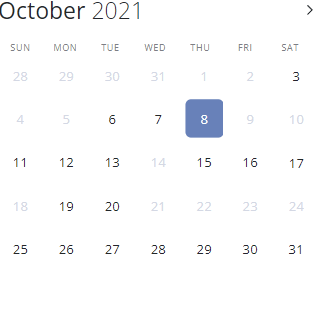 October 2021
SUN MON TUE WED THU FRI SAT
28 29 30 31 1 2 3
4 5 6 7 8 9 10
11 12 13 14 15 16 17
18 19 20 21 22 23 24
25 26 27 28 29 30 31